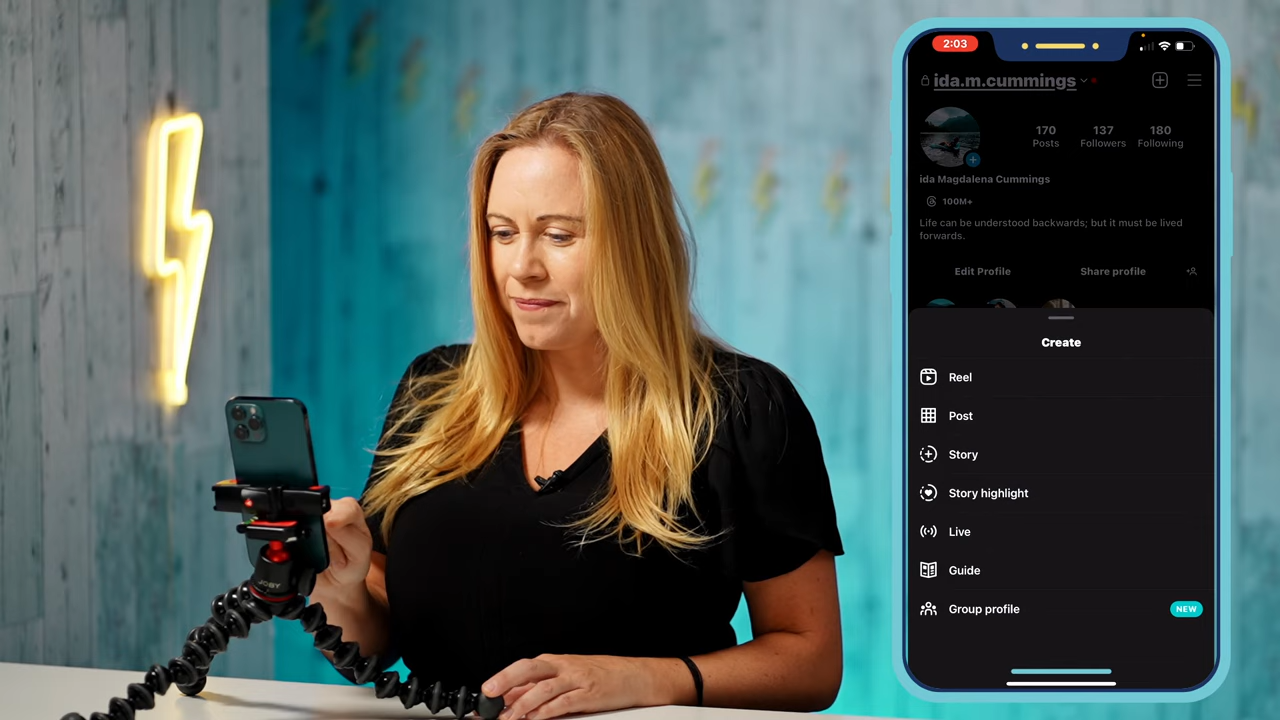 2:03
ida.m.cummings
170 137 180
Posts Followers Following
ida Magdalena Cummings
100M+
Life can be understood backwards; but it must be lived
forwards.
Edit Profile Share profile
Create
Reel
Post
Story
Story highlight
Live
Guide
Group profile NEW
JOBY